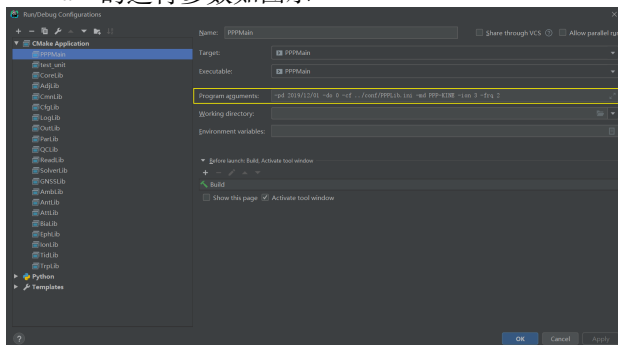 的运行参数如图示
Run/Debug Configurations
Name: PPPMain
Share through VCS
Allow parallel run
CMake Application
PPPMain
test_unit
CoreLib
AdjLib
CmnLib
CfgLib
LogLib
OutLib
ParLib
QCLib
ReadLib
SolverLib
GNSSLib
AmbLib
AntLib
AttLib
BiaLib
EphLib
IonLib
TidLib
TrpLib
Python
Templates
Target: PPPMain
Executable: PPPMain
Program arguments: -pd 2019/12/01 -do 0 -cf ../conf/PPPLib.ini -md PPP-KINE -ion 3 -frq 2
Working directory:
Environment variables:
Before launch: Build, Activate tool window
Build
Show this page Activate tool window
? OK Cancel Apply